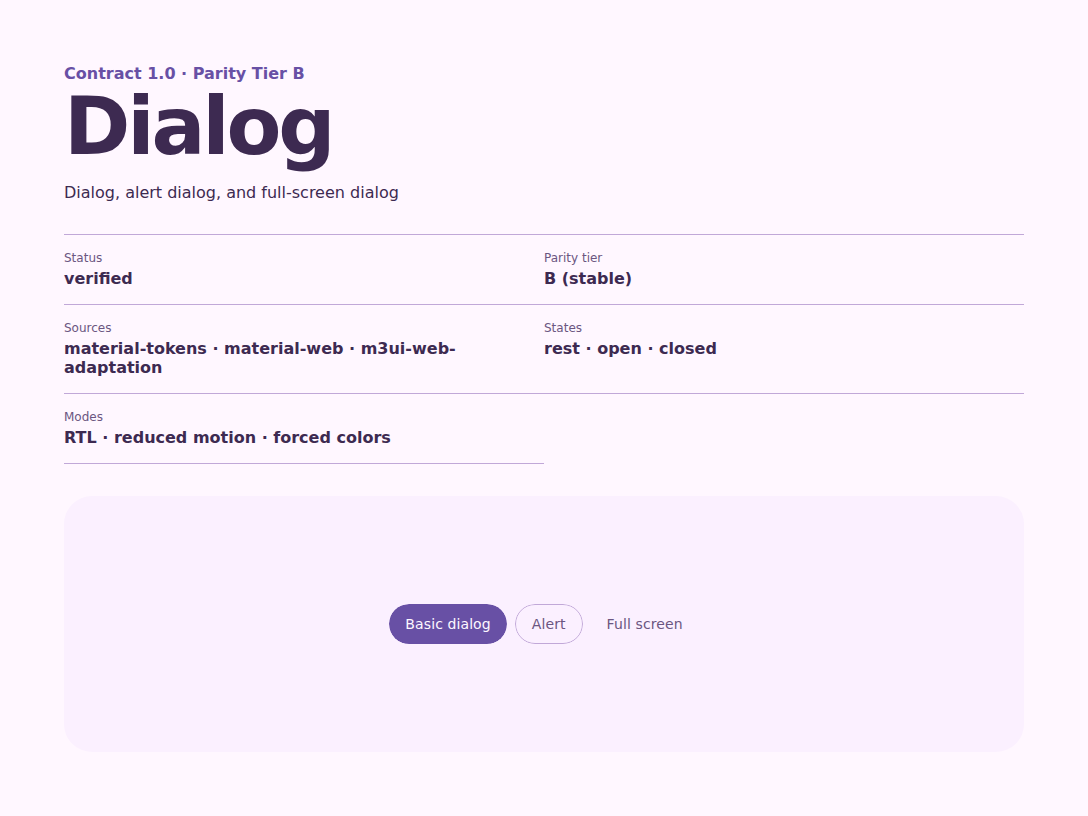 Contract 1.0 · Parity Tier B
Dialog
Dialog, alert dialog, and full-screen dialog
Status
verified
Parity tier
B (stable)
Sources
material-tokens · material-web · m3ui-web-
adaptation
States
rest · open · closed
Modes
RTL · reduced motion · forced colors
Basic dialog
Alert
Full screen